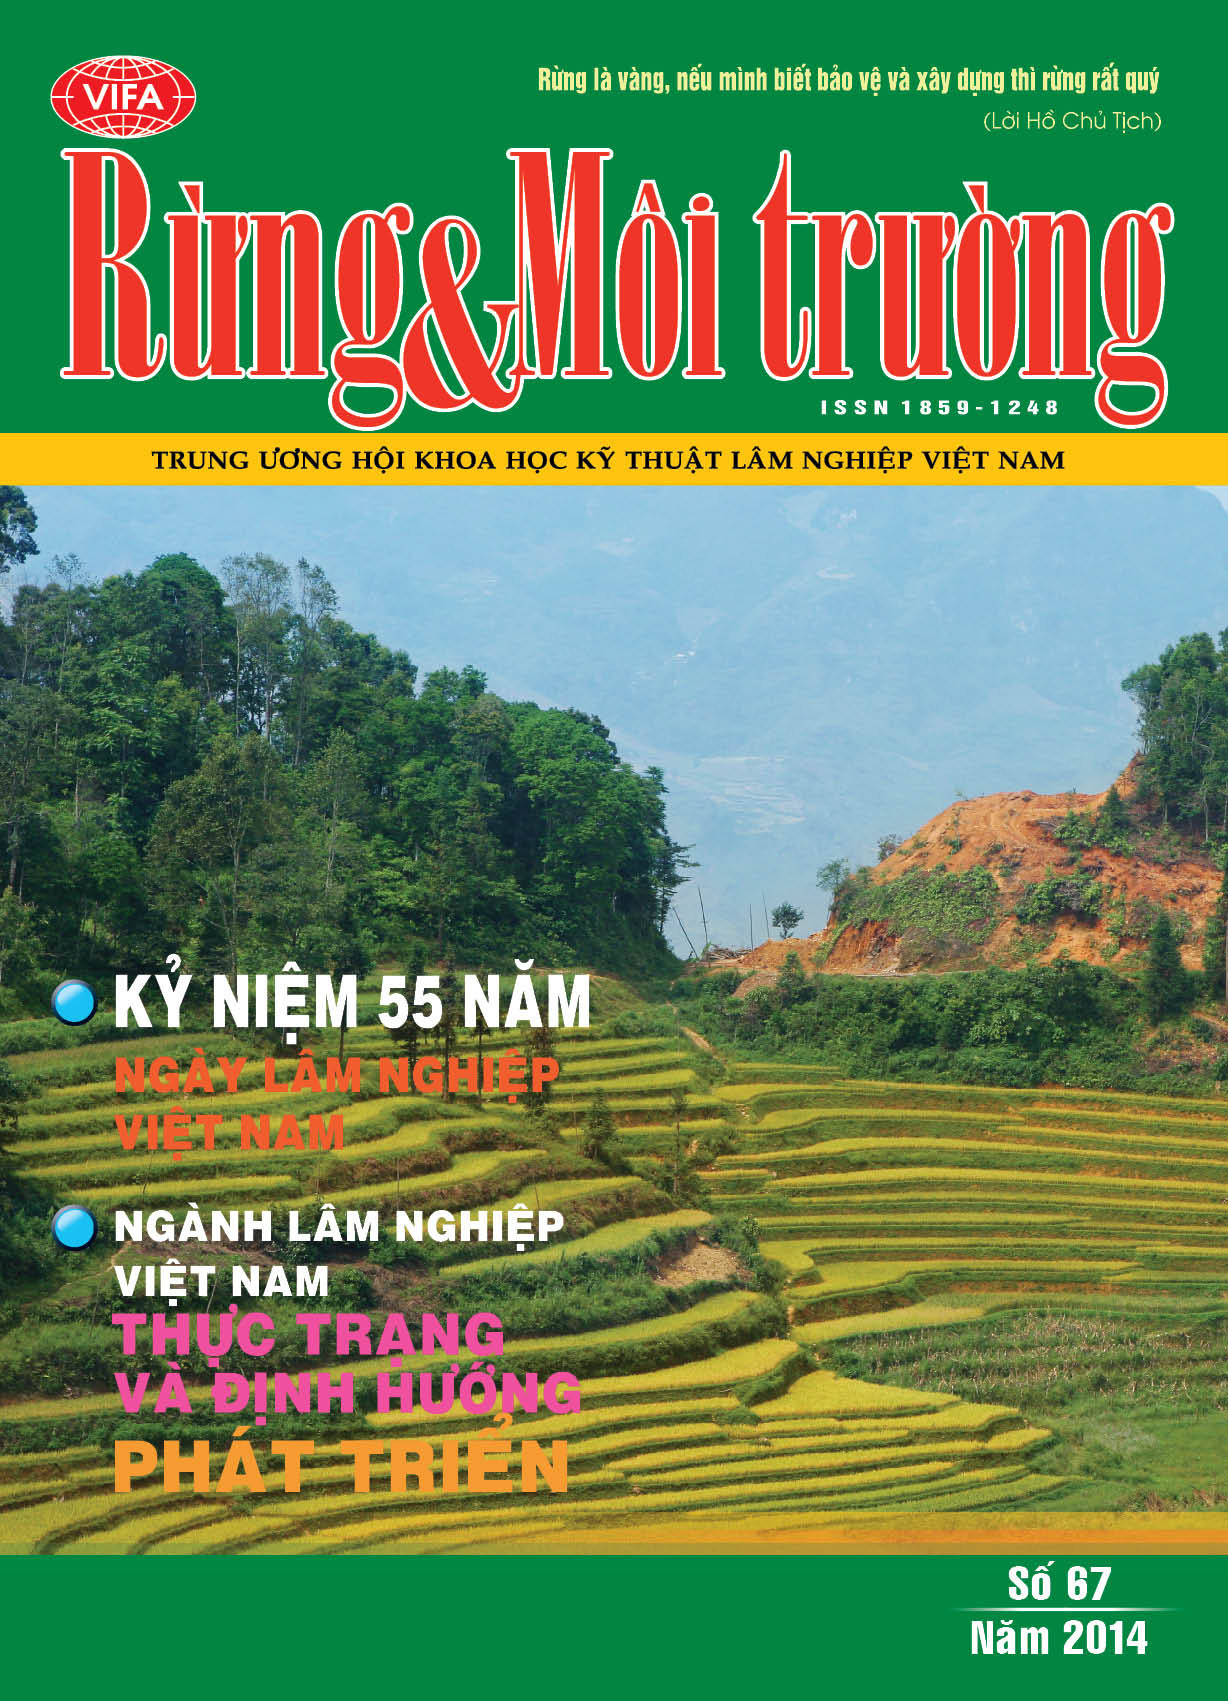 VIFA
Rừng là vàng, nếu mình biết bảo vệ và xây dựng thì rừng rất quý
(Lời Hồ Chủ Tịch)
Rừng&Môi trường
ISSN 1859-1248
TRUNG ƯƠNG HỘI KHOA HỌC KỸ THUẬT LÂM NGHIỆP VIỆT NAM
KỶ NIỆM 55 NĂM
NGÀY LÂM NGHIỆP
VIỆT NAM
NGÀNH LÂM NGHIỆP
VIỆT NAM
THỰC TRẠNG
VÀ ĐỊNH HƯỚNG
PHÁT TRIỂN
Số 67
Năm 2014